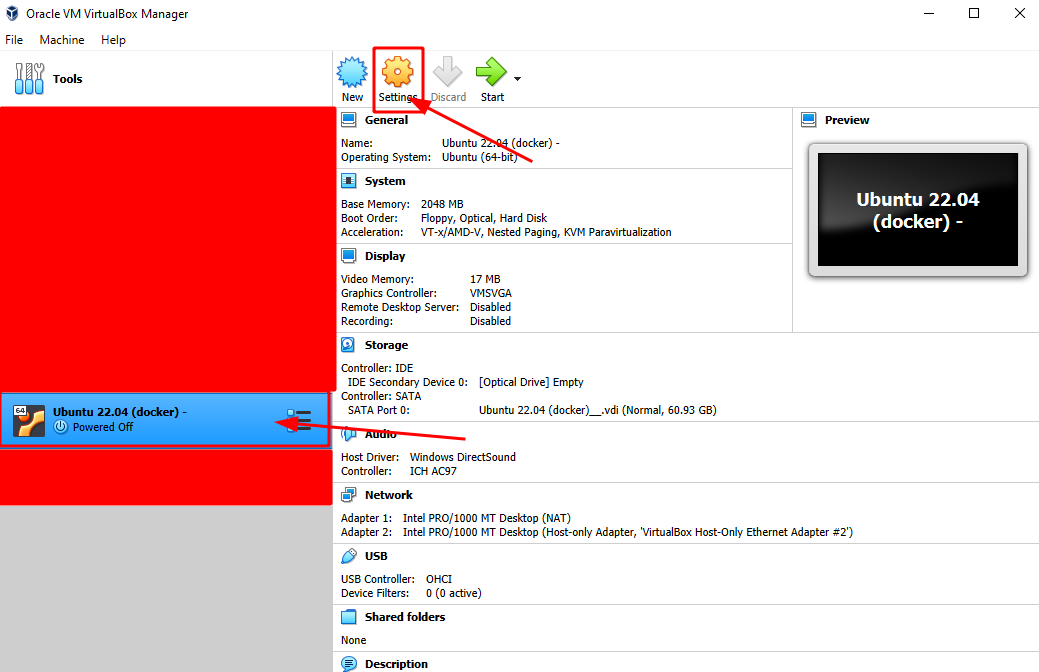 Oracle VM VirtualBox Manager
File Machine Help
Tools
New Settings Discard Start
64
Ubuntu 22.04 (docker) -
Powered Off
General
Name: Ubuntu 22.04 (docker) -
Operating System: Ubuntu (64-bit)
System
Base Memory: 2048 MB
Boot Order: Floppy, Optical, Hard Disk
Acceleration: VT-x/AMD-V, Nested Paging, KVM Paravirtualization
Display
Video Memory: 17 MB
Graphics Controller: VMSVGA
Remote Desktop Server: Disabled
Recording: Disabled
Storage
Controller: IDE
IDE Secondary Device 0: [Optical Drive] Empty
Controller: SATA
SATA Port 0: Ubuntu 22.04 (docker)__.vdi (Normal, 60.93 GB)
Audio
Host Driver: Windows DirectSound
Controller: ICH AC97
Network
Adapter 1: Intel PRO/1000 MT Desktop (NAT)
Adapter 2: Intel PRO/1000 MT Desktop (Host-only Adapter, 'VirtualBox Host-Only Ethernet Adapter #2')
USB
USB Controller: OHCI
Device Filters: 0 (0 active)
Shared folders
None
Description
Preview
Ubuntu 22.04
(docker) -